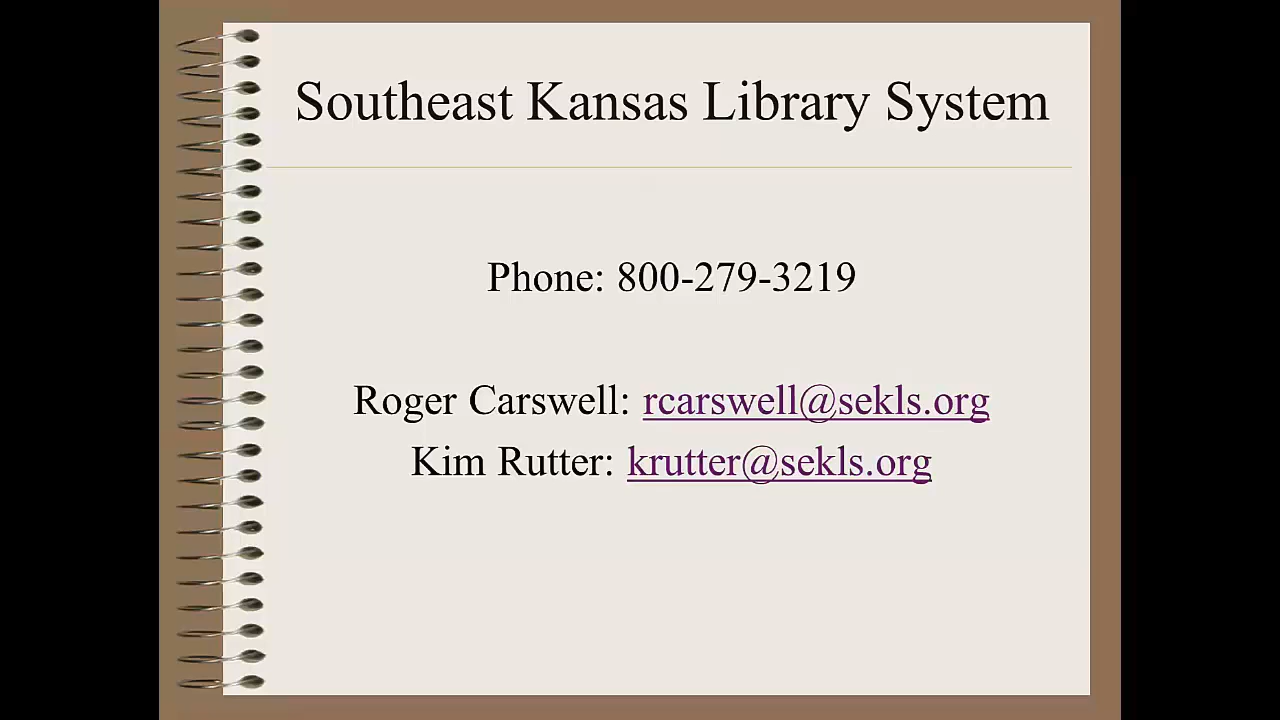 Southeast Kansas Library System
Phone: 800-279-3219
Roger Carswell: rcarswell@sekls.org
Kim Rutter: krutter@sekls.org